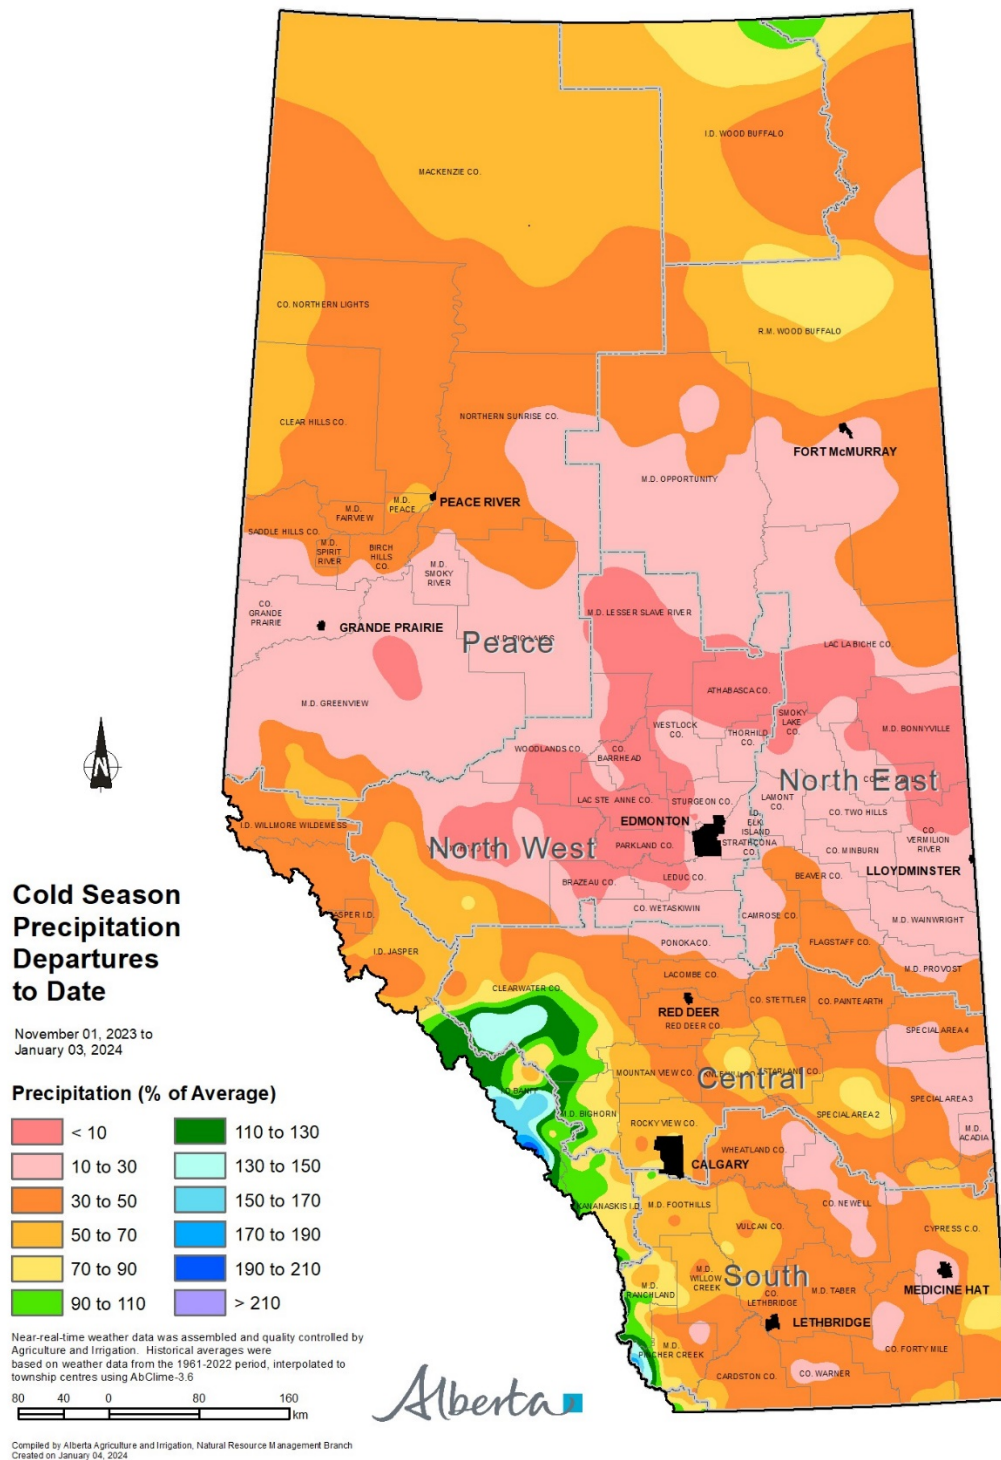 I.D. WOOD BUFFALO
MACKENZIE CO.
CO. NORTHERN LIGHTS
R.M. WOOD BUFFALO
CLEAR HILLS CO.
NORTHERN SUNRISE CO.
FORT McMURRAY
M.D. OPPORTUNITY
M.D.
PEACE
PEACE RIVER
M.D.
FAIRVIEW
SADDLE HILLS CO.
M.D.
SPIRIT
RIVER
BIRCH
HILLS
CO.
M.D.
SMOKY
RIVER
CO.
GRANDE
PRAIRIE
GRANDE PRAIRIE
M.D. LESSER SLAVE RIVER
Peace
LAC LA BICHE CO.
M.D. GREENVIEW
ATHABASCA CO.
SMOKY
LAKE
CO.
M.D. BONNYVILLE
WESTLOCK
CO.
THORHILD
CO.
WOODLANDS CO.
CO.
BARRHEAD
North East
LAC STE ANNE CO.
STURGEON CO.
LAMONT
CO.
CO. TWO HILLS
I.D. WILLMORE WILDERNESS
EDMONTON
I.D.
ELK
ISLAND
STRATHCONA
CO.
CO.
VERMILION
RIVER
North West
PARKLAND CO.
CO. MINBURN
LLOYDMINSTER
BRAZEAU CO.
LEDUC CO.
BEAVER CO.
CO. WETASKIWIN
CAMROSE CO.
M.D. WAINWRIGHT
JASPER I.D.
I.D. JASPER
PONOKA CO.
FLAGSTAFF CO.
M.D. PROVOST
LACOMBE CO.
CLEARWATER CO.
CO. STETTLER
CO. PAINTEARTH
RED DEER
RED DEER CO.
SPECIAL AREA 4
MOUNTAN VIEW CO.
Central
I.D. BANFF
M.D. BIGHORN
SPECIAL AREA 2
SPECIAL AREA 3
M.D.
ACADIA
ROCKY VIEW CO.
WHEATLAND CO.
CALGARY
KANANASKIS I.D.
M.D. FOOTHILLS
CO. NEWELL
VULCAN CO.
CYPRESS C.O.
M.D.
RANCHLAND
M.D.
WILLOW
CREEK
South
CO.
LETHBRIDGE
M.D. TABER
MEDICINE HAT
LETHBRIDGE
M.D.
PINCHER CREEK
CO. FORTY MILE
CARDSTON CO.
CO. WARNER
N
Cold Season
Precipitation
Departures
to Date
November 01, 2023 to
January 03, 2024
Precipitation (% of Average)
< 10
10 to 30
30 to 50
50 to 70
70 to 90
90 to 110
110 to 130
130 to 150
150 to 170
170 to 190
190 to 210
> 210
Near-real-time weather data was assembled and quality controlled by
Agriculture and Irrigation. Historical averages were
based on weather data from the 1961-2022 period, interpolated to
township centres using AbClime-3.6
80 40 0 80 160
km
Alberta
Compiled by Alberta Agriculture and Irrigation, Natural Resource Management Branch
Created on January 04, 2024